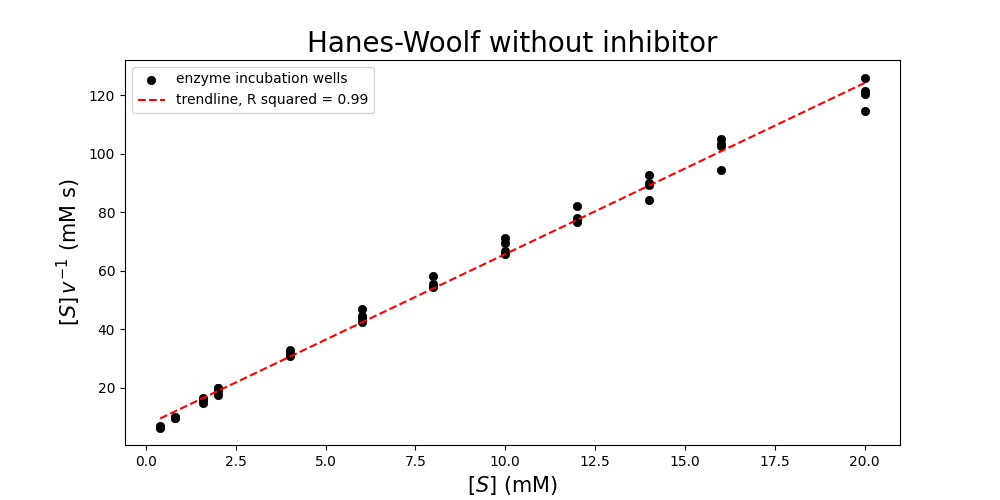 Hanes-Woolf without inhibitor
enzyme incubation wells
trendline, R squared = 0.99
[S] v⁻¹ (mM s)
120
100
80
60
40
20
0.0 2.5 5.0 7.5 10.0 12.5 15.0 17.5 20.0
[S] (mM)